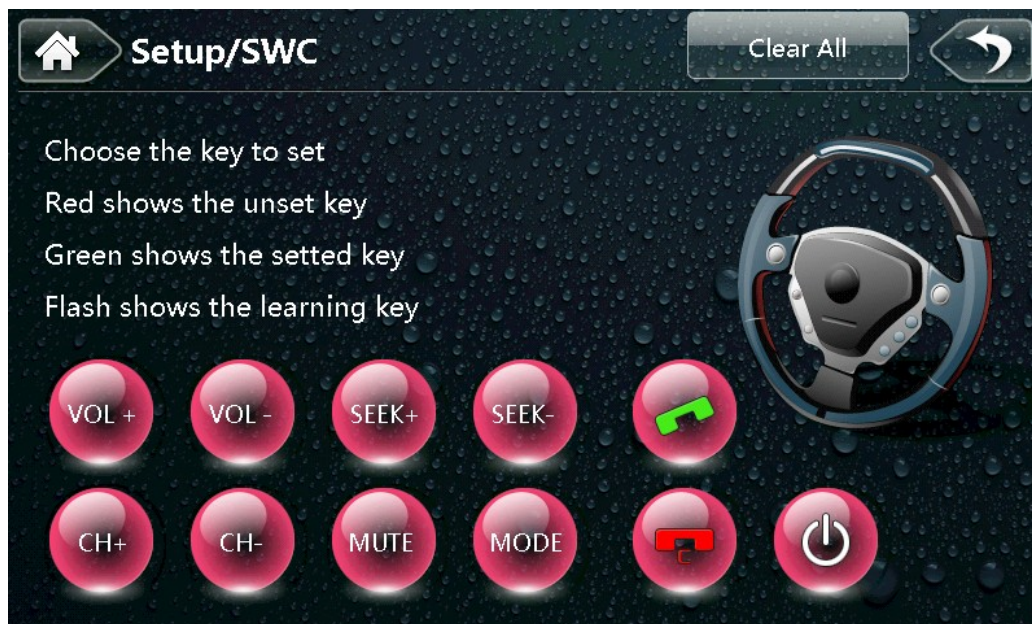 Setup/SWC
Clear All
Choose the key to set
Red shows the unset key
Green shows the setted key
Flash shows the learning key
VOL + VOL - SEEK+ SEEK-
CH+ CH- MUTE MODE